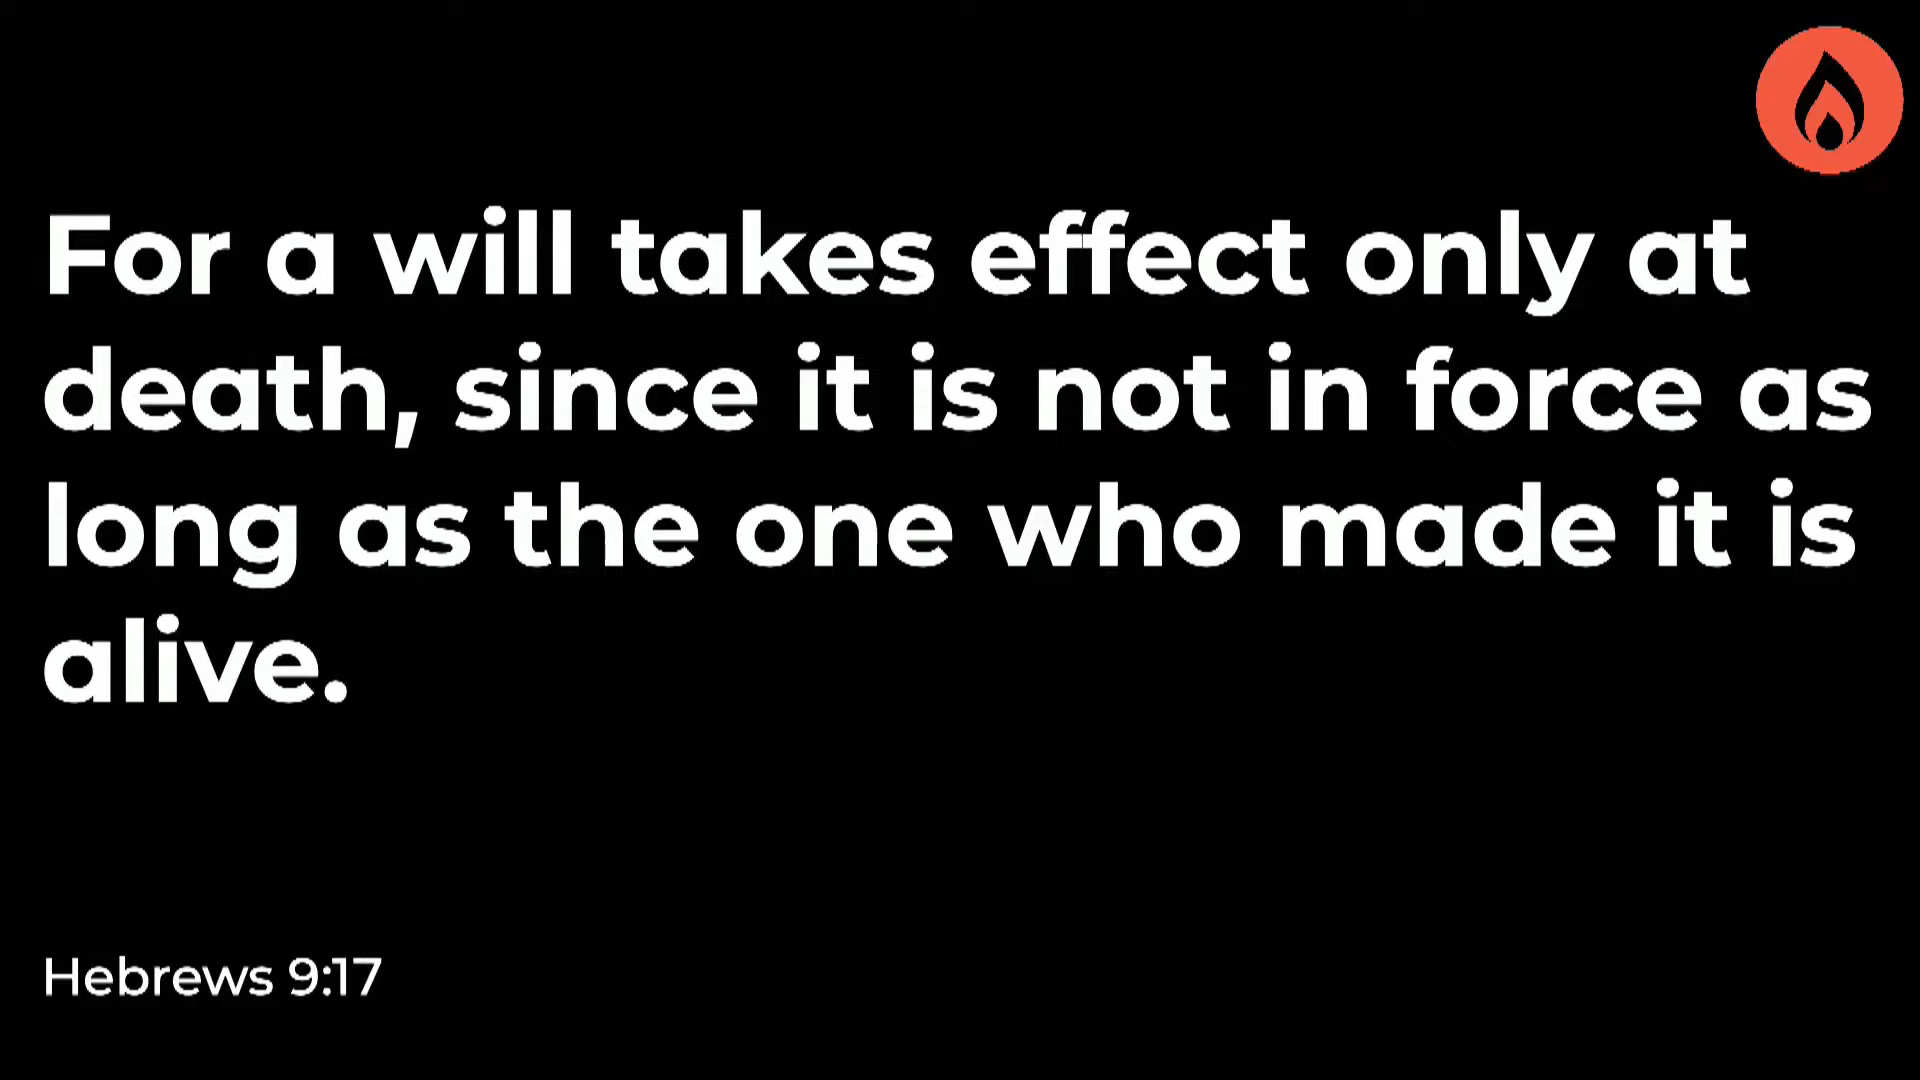 For a will takes effect only at
death, since it is not in force as
long as the one who made it is
alive.
Hebrews 9:17